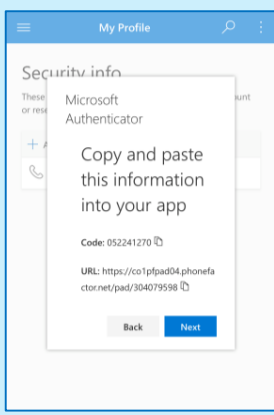 My Profile
Security info
These
unt
or rese
Microsoft
Authenticator
Copy and paste
this information
into your app
Code: 052241270
URL: https://co1pfpad04.phonefa
ctor.net/pad/304079598
Back
Next